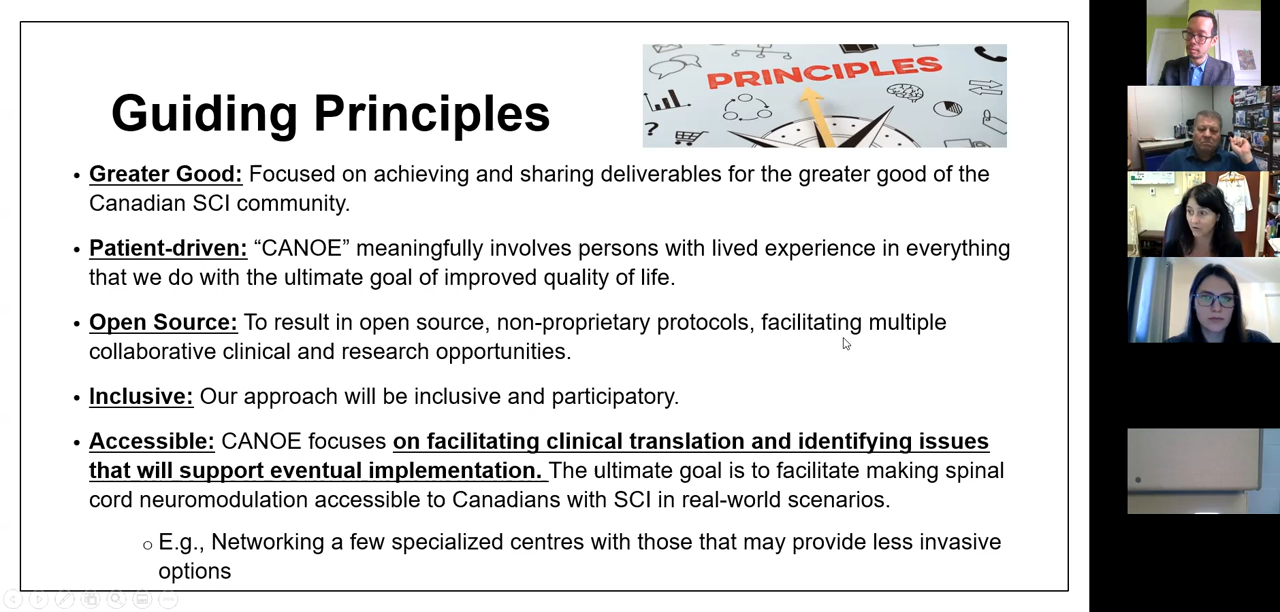 PRINCIPLES
?
Guiding Principles
• Greater Good: Focused on achieving and sharing deliverables for the greater good of the
Canadian SCI community.
• Patient-driven: “CANOE” meaningfully involves persons with lived experience in everything
that we do with the ultimate goal of improved quality of life.
• Open Source: To result in open source, non-proprietary protocols, facilitating multiple
collaborative clinical and research opportunities.
• Inclusive: Our approach will be inclusive and participatory.
• Accessible: CANOE focuses on facilitating clinical translation and identifying issues
that will support eventual implementation. The ultimate goal is to facilitate making spinal
cord neuromodulation accessible to Canadians with SCI in real-world scenarios.
○ E.g., Networking a few specialized centres with those that may provide less invasive
options